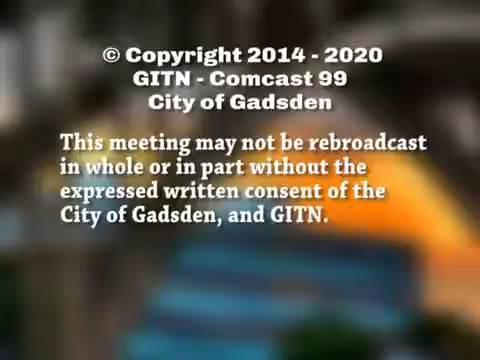 © Copyright 2014 - 2020
GITN - Comcast 99
City of Gadsden
This meeting may not be rebroadcast
in whole or in part without the
expressed written consent of the
City of Gadsden, and GITN.